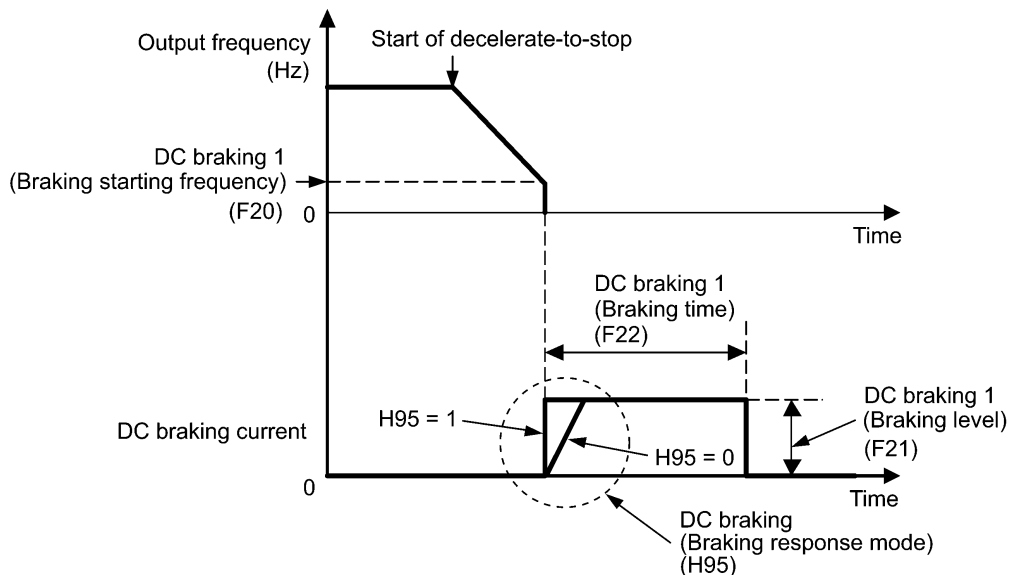 Output frequency
(Hz)
Start of decelerate-to-stop
DC braking 1
(Braking starting frequency)
(F20)
0
Time
DC braking 1
(Braking time)
(F22)
H95 = 1
DC braking current
H95 = 0
DC braking 1
(Braking level)
(F21)
0
Time
DC braking
(Braking response mode)
(H95)